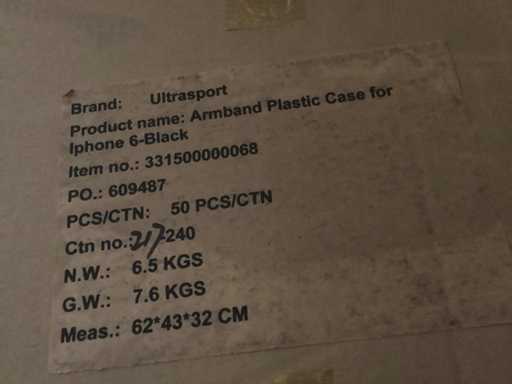 Brand: Ultrasport
Product name: Armband Plastic Case for
Iphone 6-Black
Item no.: 331500000068
PO.: 609487
PCS/CTN: 50 PCS/CTN
Ctn no.: 217-240
N.W.: 6.5 KGS
G.W.: 7.6 KGS
Meas.: 62*43*32 CM